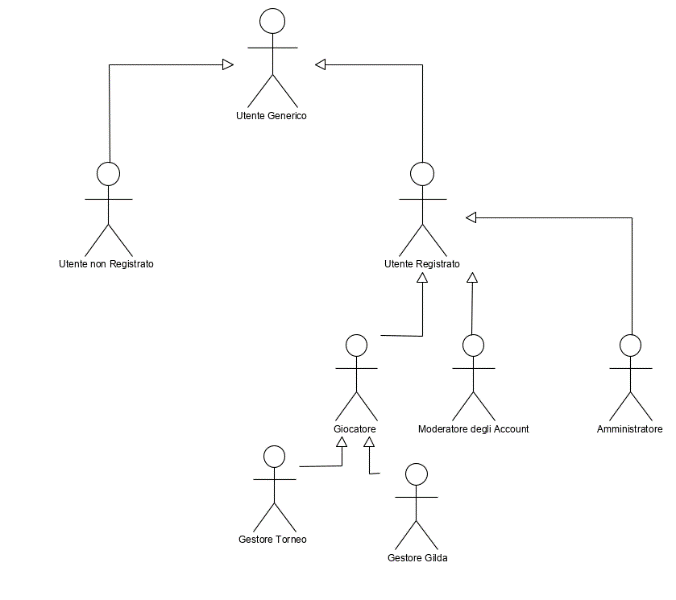 Utente Generico
Utente non Registrato
Utente Registrato
Giocatore
Moderatore degli Account
Amministratore
Gestore Torneo
Gestore Gilda